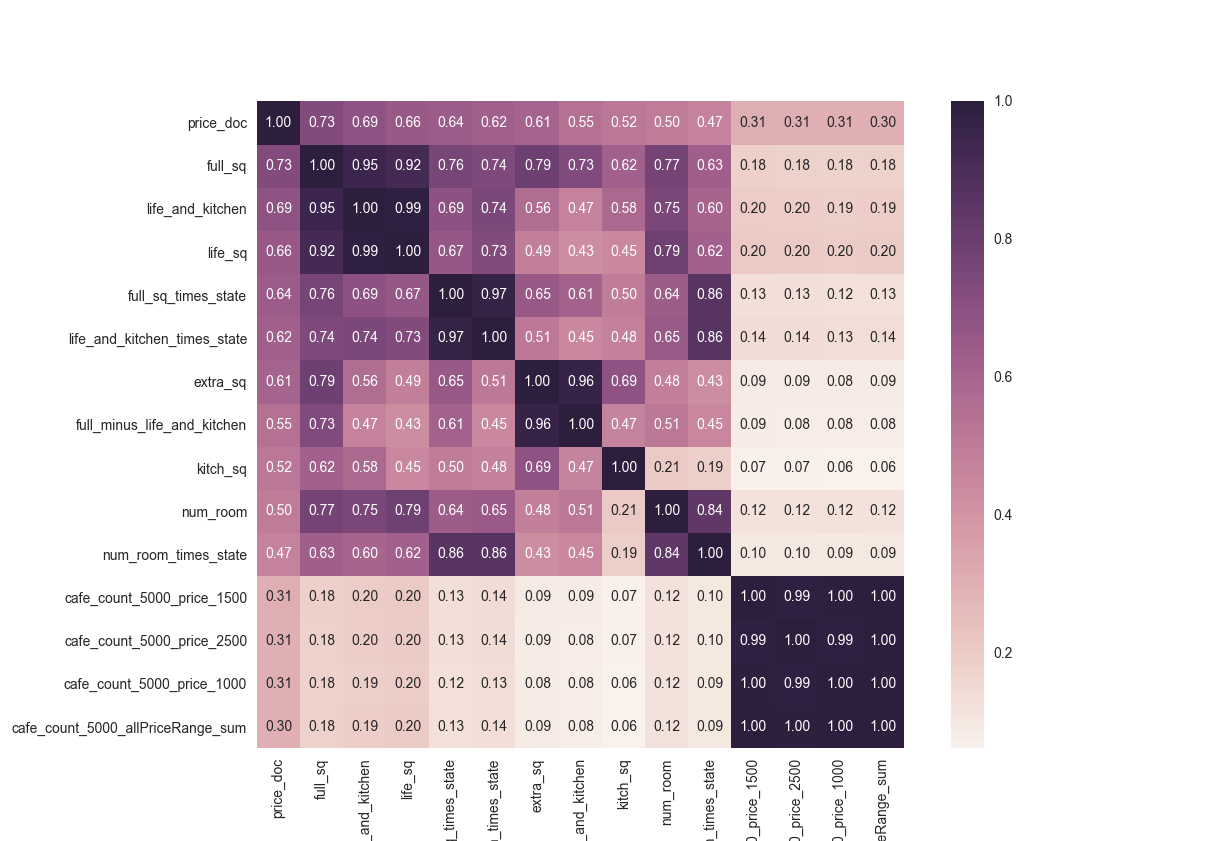 price_doc 1.00 0.73 0.69 0.66 0.64 0.62 0.61 0.55 0.52 0.50 0.47 0.31 0.31 0.31 0.30
full_sq 0.73 1.00 0.95 0.92 0.76 0.74 0.79 0.73 0.62 0.77 0.63 0.18 0.18 0.18 0.18
life_and_kitchen 0.69 0.95 1.00 0.99 0.69 0.74 0.56 0.47 0.58 0.75 0.60 0.20 0.20 0.19 0.19
life_sq 0.66 0.92 0.99 1.00 0.67 0.73 0.49 0.43 0.45 0.79 0.62 0.20 0.20 0.20 0.20
full_sq_times_state 0.64 0.76 0.69 0.67 1.00 0.97 0.65 0.61 0.50 0.64 0.86 0.13 0.13 0.12 0.13
life_and_kitchen_times_state 0.62 0.74 0.74 0.73 0.97 1.00 0.51 0.45 0.48 0.65 0.86 0.14 0.14 0.13 0.14
extra_sq 0.61 0.79 0.56 0.49 0.65 0.51 1.00 0.96 0.69 0.48 0.43 0.09 0.09 0.08 0.09
full_minus_life_and_kitchen 0.55 0.73 0.47 0.43 0.61 0.45 0.96 1.00 0.47 0.51 0.45 0.09 0.08 0.08 0.08
kitch_sq 0.52 0.62 0.58 0.45 0.50 0.48 0.69 0.47 1.00 0.21 0.19 0.07 0.07 0.06 0.06
num_room 0.50 0.77 0.75 0.79 0.64 0.65 0.48 0.51 0.21 1.00 0.84 0.12 0.12 0.12 0.12
num_room_times_state 0.47 0.63 0.60 0.62 0.86 0.86 0.43 0.45 0.19 0.84 1.00 0.10 0.10 0.09 0.09
cafe_count_5000_price_1500 0.31 0.18 0.20 0.20 0.13 0.14 0.09 0.09 0.07 0.12 0.10 1.00 0.99 1.00 1.00
cafe_count_5000_price_2500 0.31 0.18 0.20 0.20 0.13 0.14 0.09 0.08 0.07 0.12 0.10 0.99 1.00 0.99 1.00
cafe_count_5000_price_1000 0.31 0.18 0.19 0.20 0.12 0.13 0.08 0.08 0.06 0.12 0.09 1.00 0.99 1.00 1.00
cafe_count_5000_allPriceRange_sum 0.30 0.18 0.19 0.20 0.13 0.14 0.09 0.08 0.06 0.12 0.09 1.00 1.00 1.00 1.00
price_doc
full_sq
_and_kitchen
life_sq
_times_state
_times_state
extra_sq
_and_kitchen
kitch_sq
num_room
_times_state
0_price_1500
0_price_2500
0_price_1000
eRange_sum
1.0
0.8
0.6
0.4
0.2